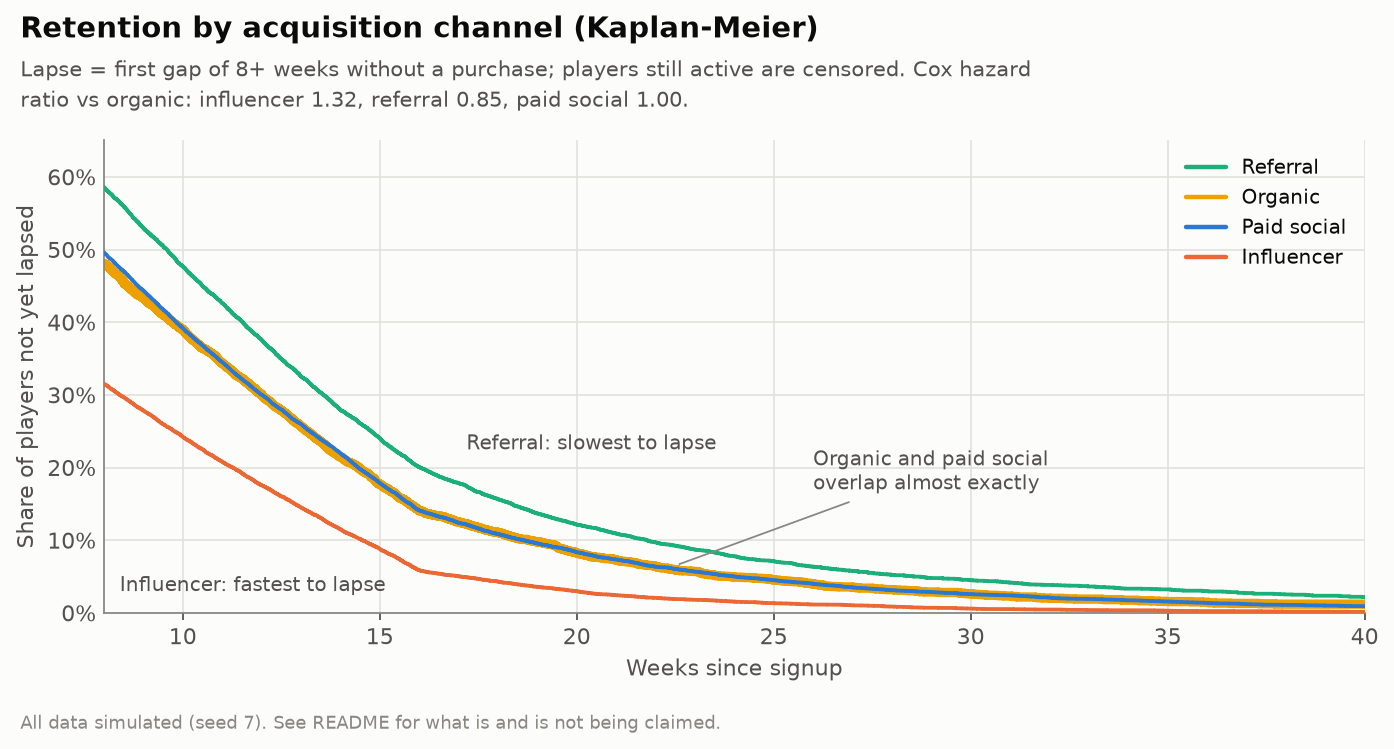 Retention by acquisition channel (Kaplan-Meier)
Lapse = first gap of 8+ weeks without a purchase; players still active are censored. Cox hazard
ratio vs organic: influencer 1.32, referral 0.85, paid social 1.00.
Share of players not yet lapsed
60%
50%
40%
30%
20%
10%
0%
Referral
Organic
Paid social
Influencer
Referral: slowest to lapse
Organic and paid social
overlap almost exactly
Influencer: fastest to lapse
10 15 20 25 30 35 40
Weeks since signup
All data simulated (seed 7). See README for what is and is not being claimed.